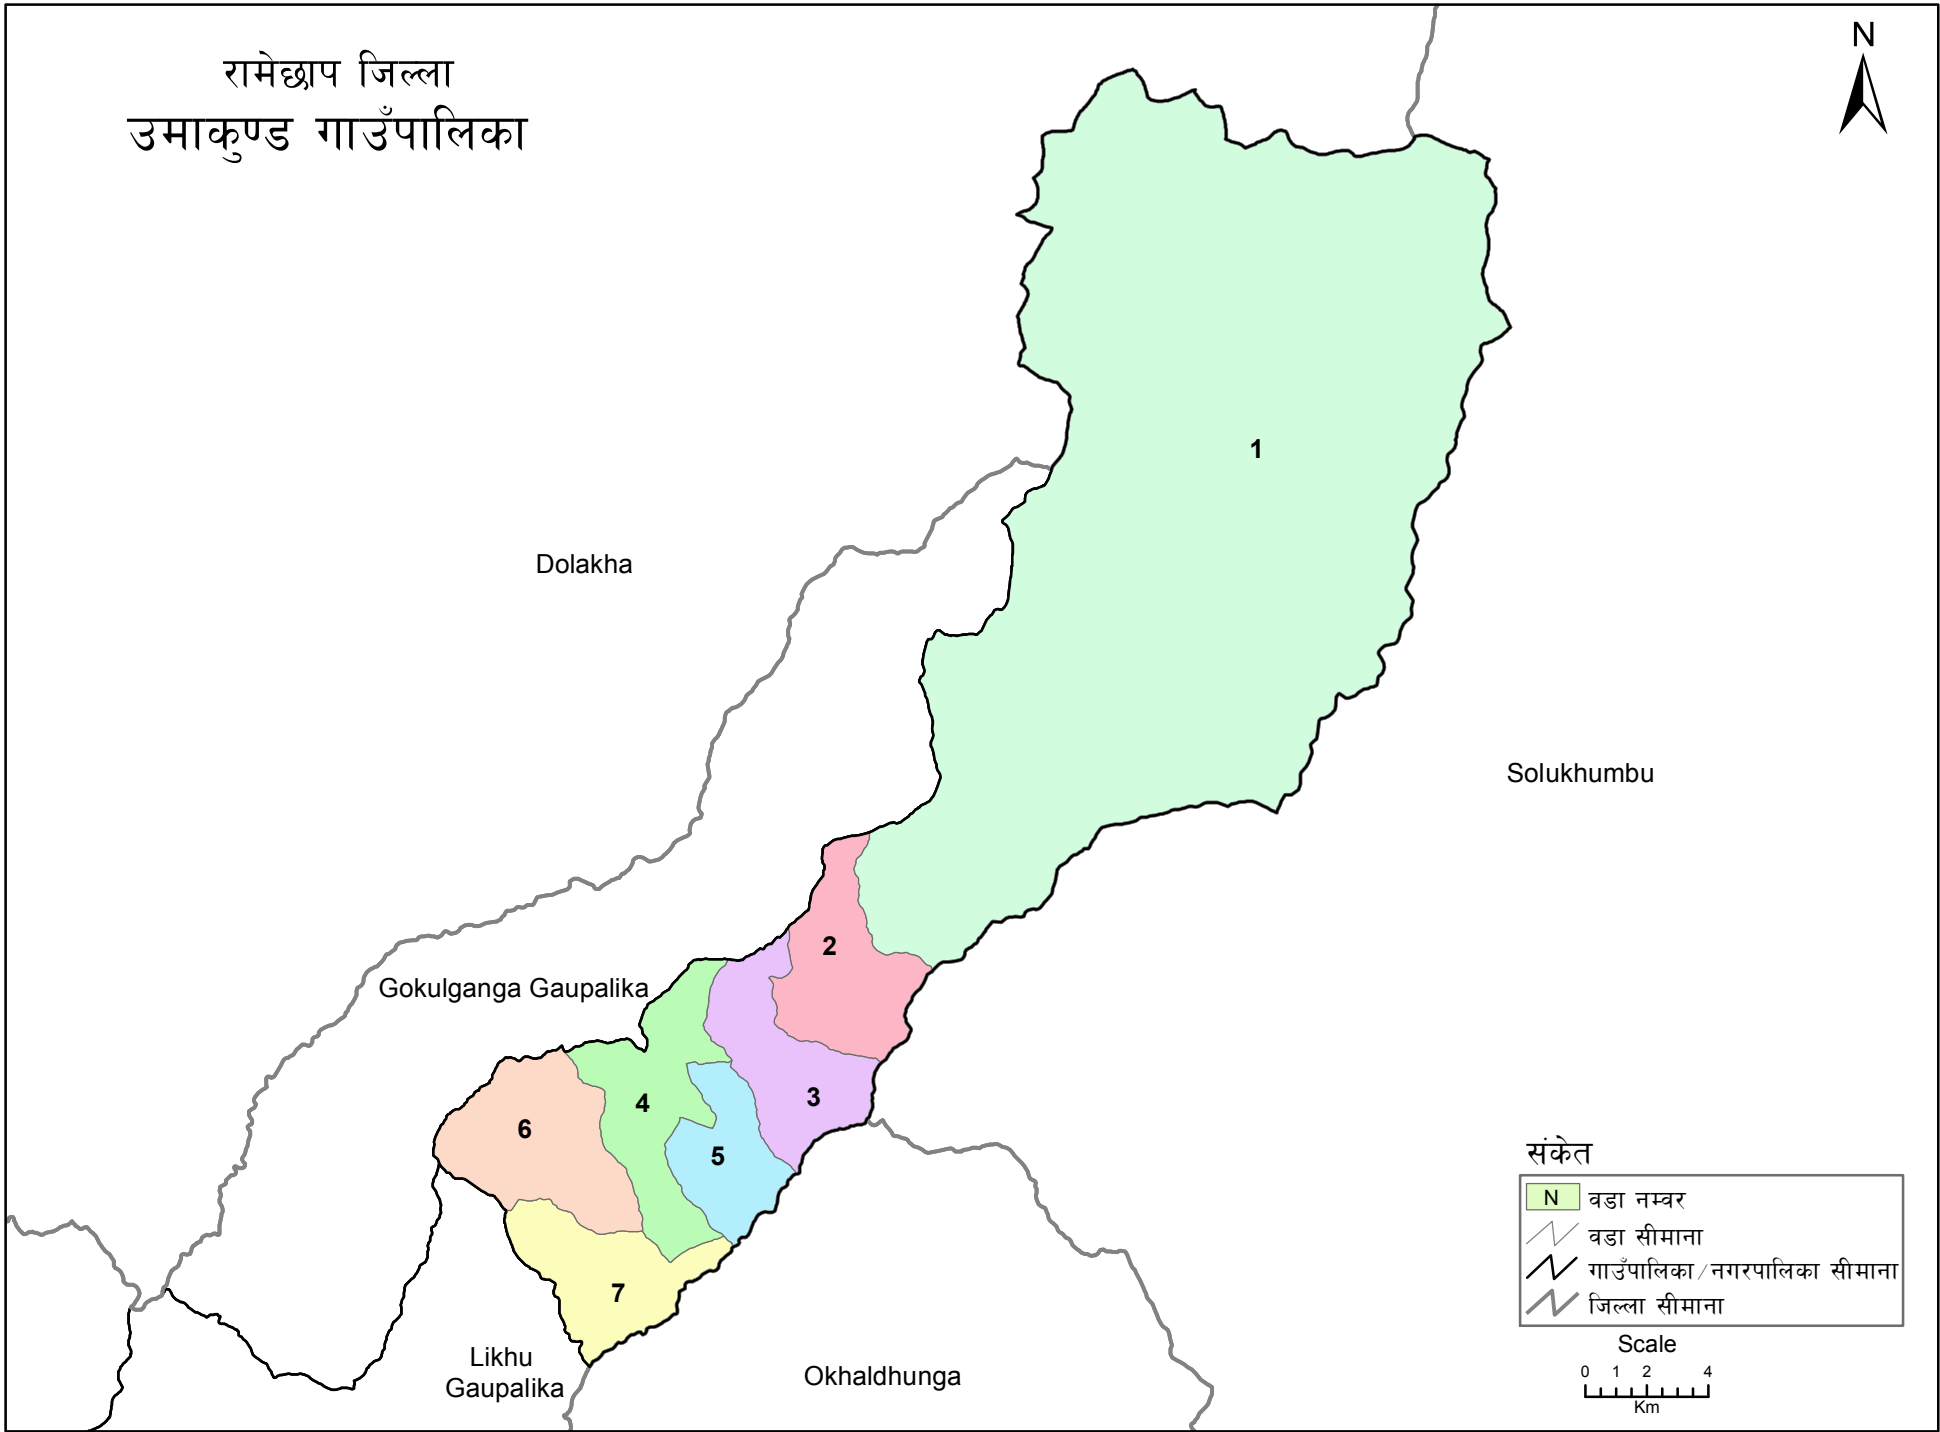 रामेछाप जिल्ला
उमाकुण्ड गाउँपालिका
N
1
Dolakha
Solukhumbu
2
Gokulganga Gaupalika
3
4
6
5
7
Likhu
Gaupalika
Okhaldhunga
संकेत
N वडा नम्वर
वडा सीमाना
गाउँपालिका/नगरपालिका सीमाना
जिल्ला सीमाना
Scale
0 1 2 4
Km